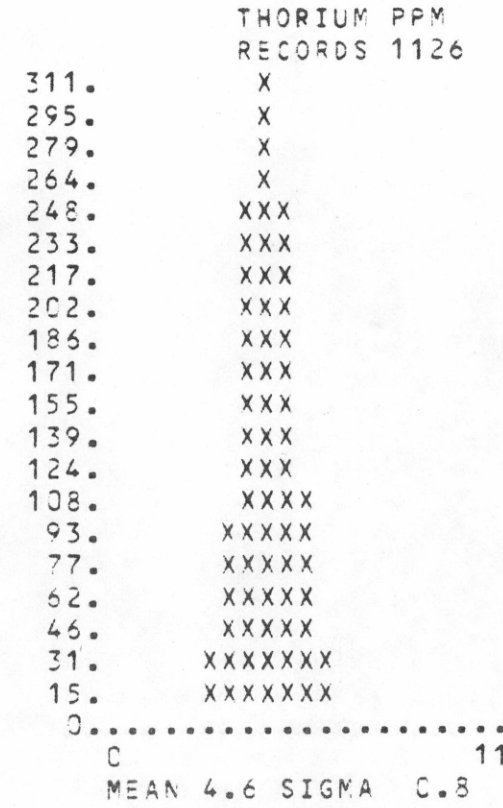 THORIUM PPM
RECORDS 1126
311. X
295. X
279. X
264. X
248. XXX
233. XXX
217. XXX
202. XXX
186. XXX
171. XXX
155. XXX
139. XXX
124. XXX
108. XXXX
93. XXXXX
77. XXXXX
62. XXXXX
46. XXXXX
31. XXXXXXX
15. XXXXXXX
0......................
0 11
MEAN 4.6 SIGMA 0.8